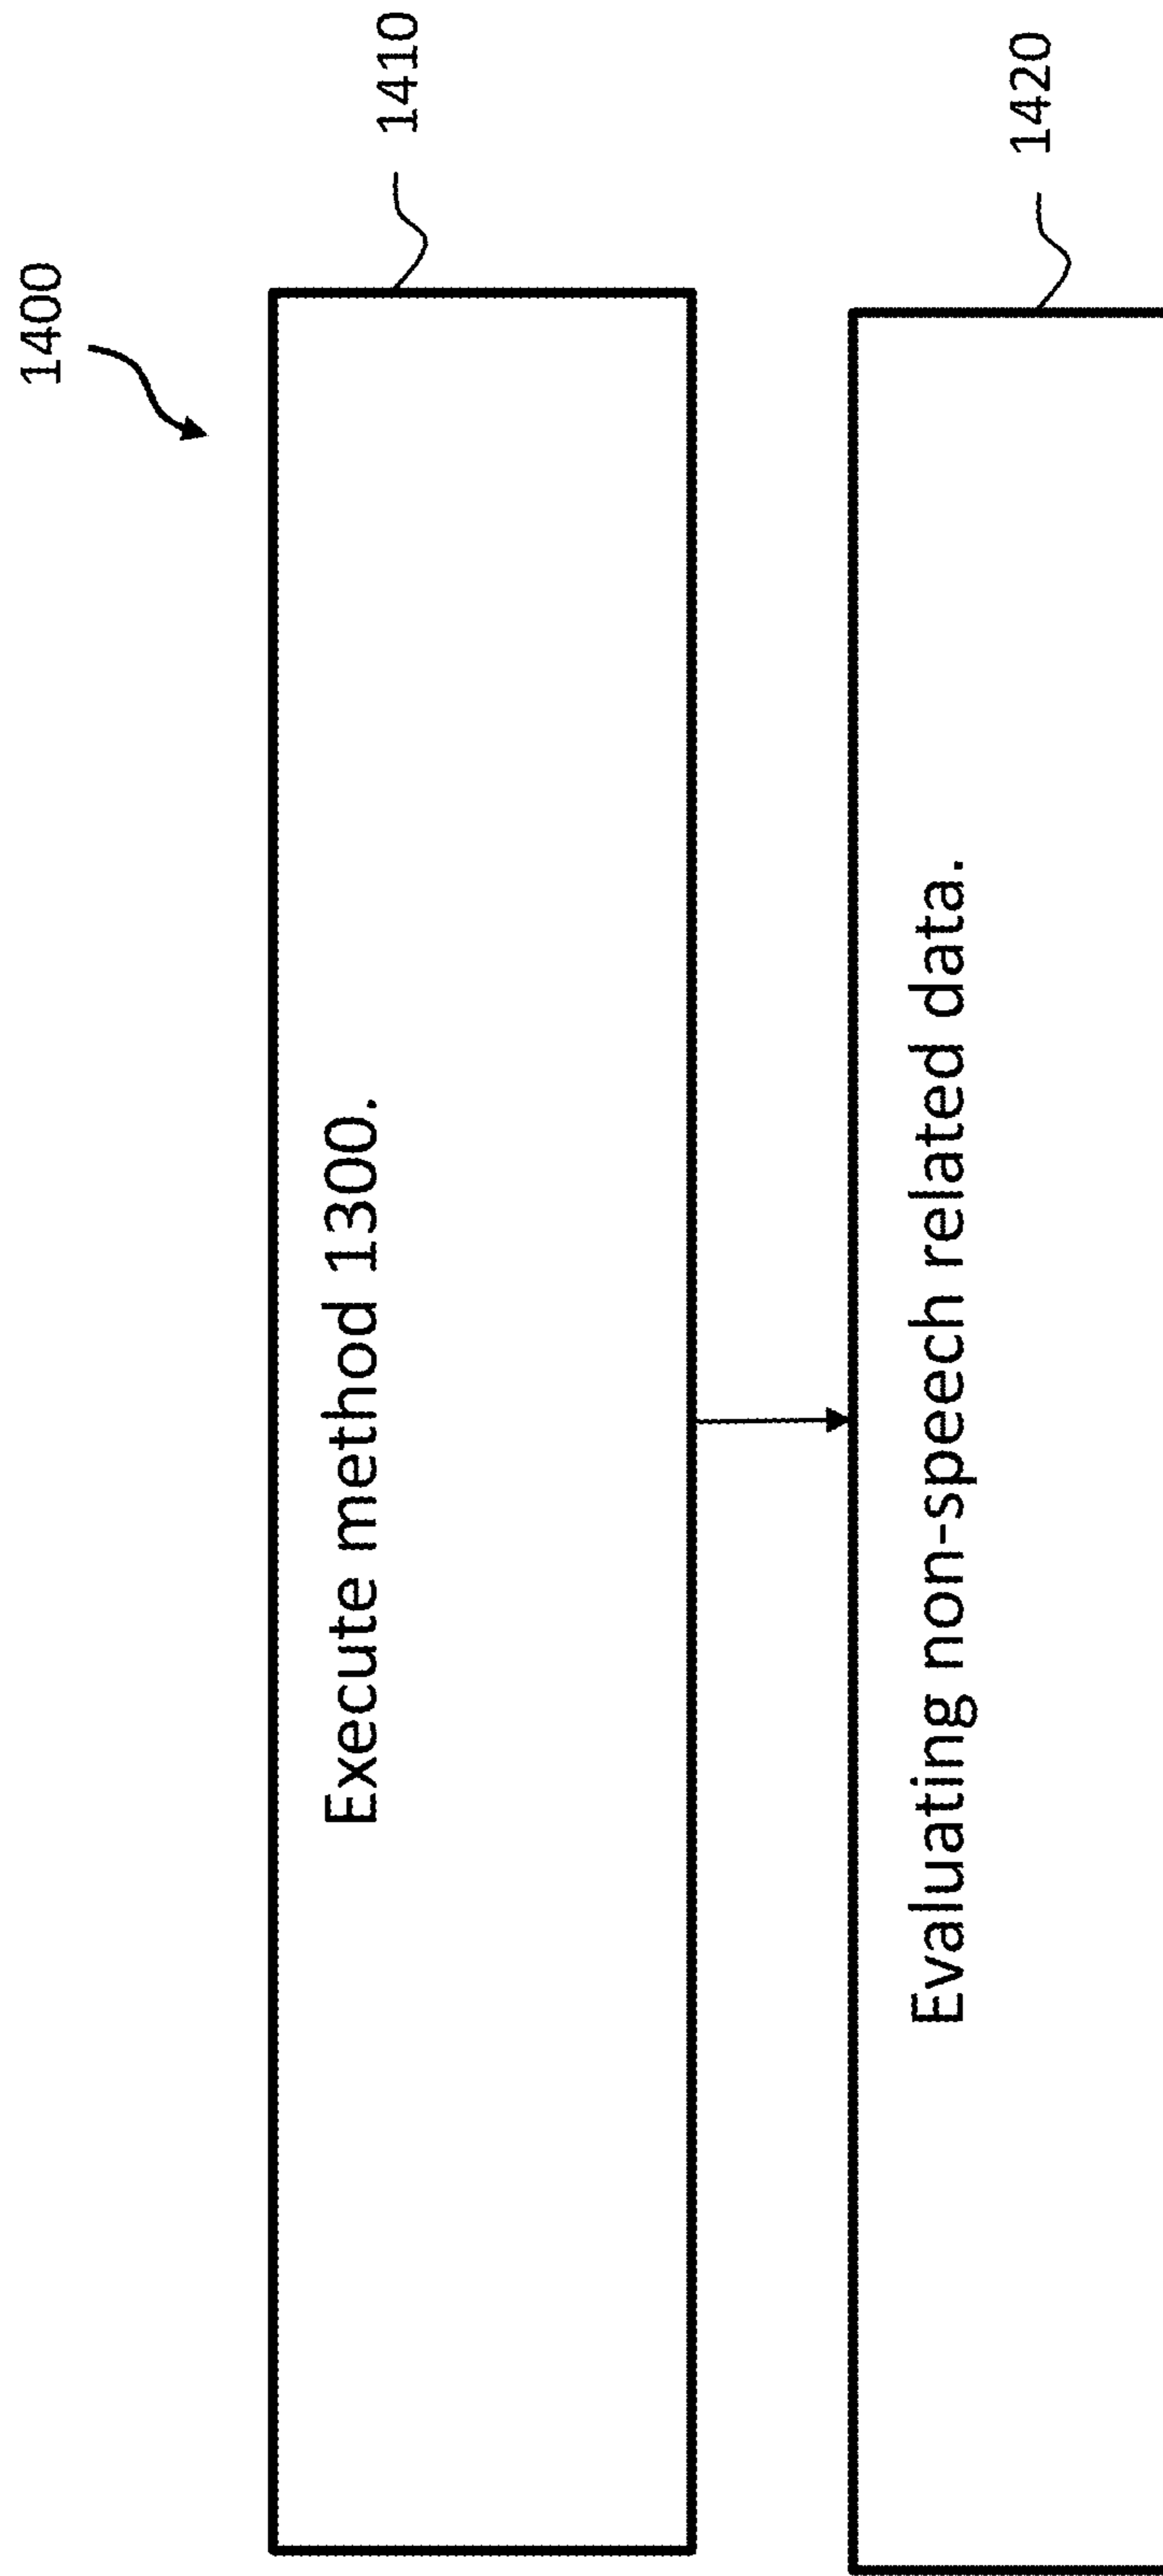 1400
1410
Execute method 1300.
1420
Evaluating non-speech related data.